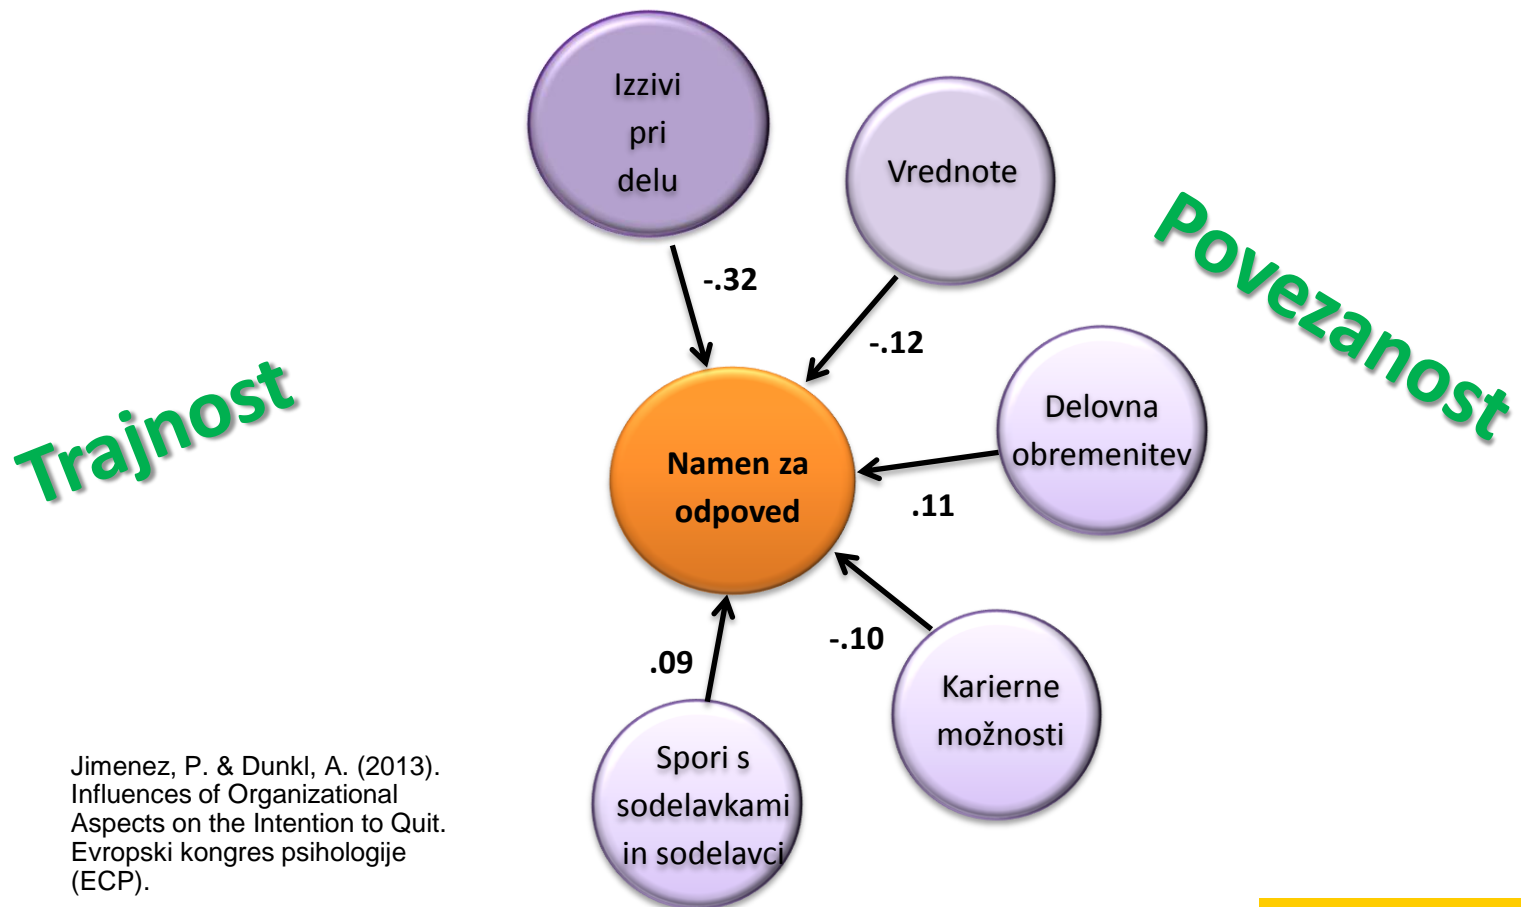 Izzivi
pri
delu
Vrednote
Povezanost
-.32
-.12
Trajnost
Delovna
obremenitev
Namen za
odpoved
.11
-.10
.09
Karierne
možnosti
Spori s
sodelavkami
in sodelavci
Jimenez, P. & Dunkl, A. (2013).
Influences of Organizational
Aspects on the Intention to Quit.
Evropski kongres psihologije
(ECP).